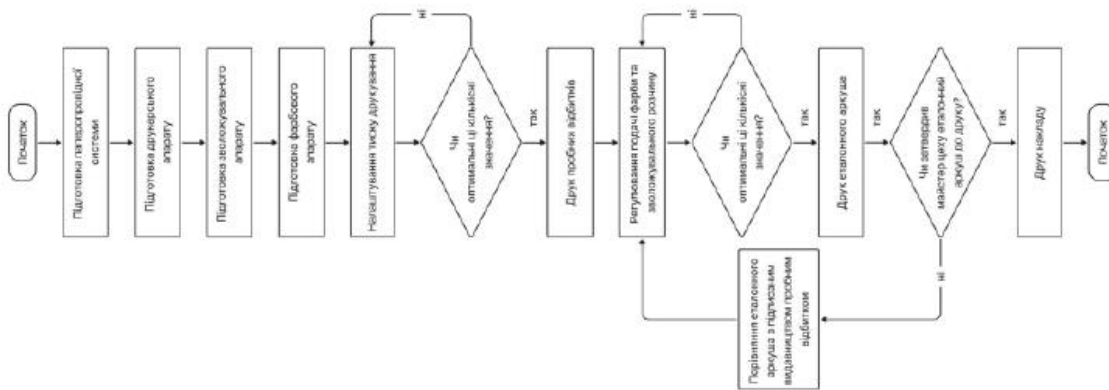 Початок
Підготовка паперопровідної
системи
Підготовка друкарського
апарату
Підготовка зволожувального
апарату
Підготовка фарбового
апарату
Налаштування тиску друкування
ні
Чи
оптимальні ці кількісні
значення?
так
Друк пробних відбитків
Регулювання подачі фарби та
зволожувального розчину
ні
Чи
оптимальні ці кількісні
значення?
так
Друк еталонного аркуша
так
Чи затвердив
майстер цеху еталонний
аркуш до друку?
ні
Порівняння еталонного
аркуша з підписаним
видавництвом пробним
відбитком
так
Друк накладу
Початок